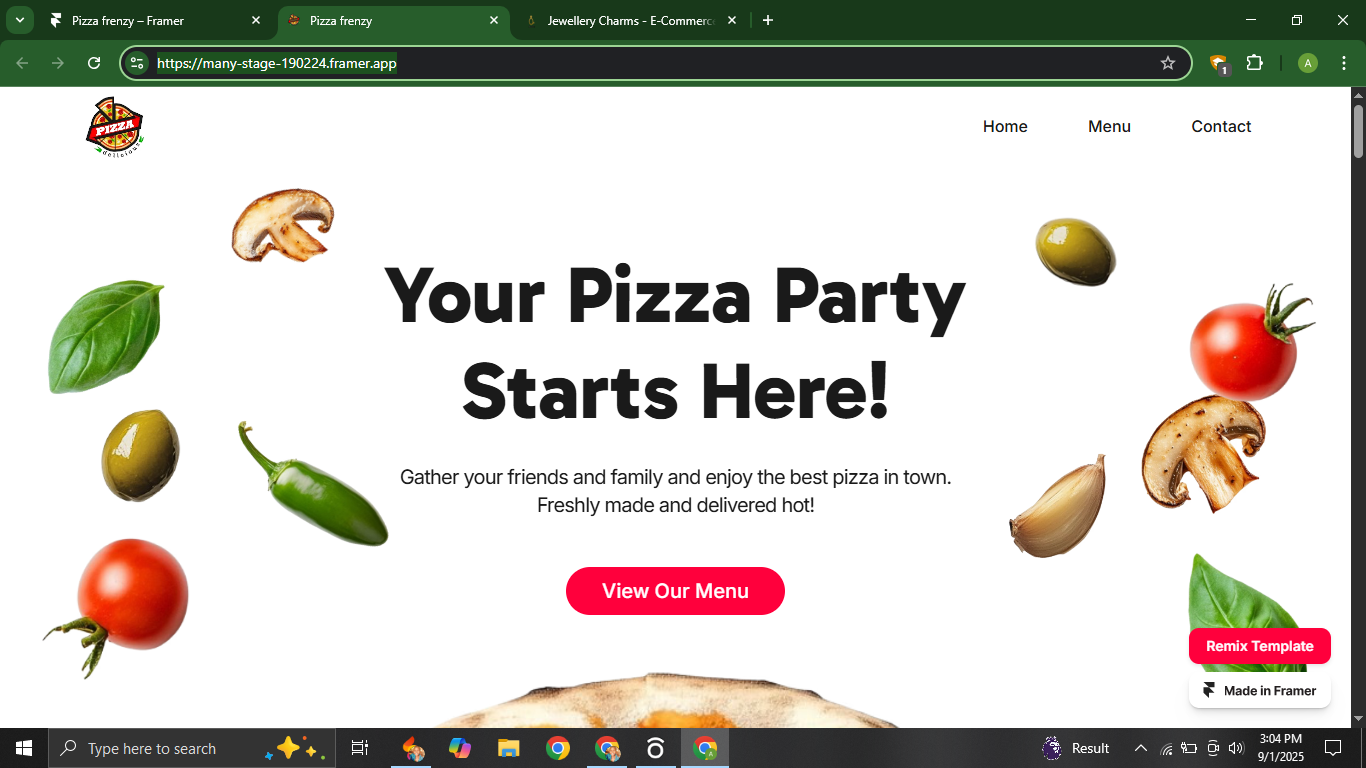 Pizza frenzy – Framer
Pizza frenzy
Jewellery Charms - E-Commerc
https://many-stage-190224.framer.app
1
A
PIZZA
delicious
Home
Menu
Contact
Your Pizza Party
Starts Here!
Gather your friends and family and enjoy the best pizza in town.
Freshly made and delivered hot!
View Our Menu
Remix Template
Made in Framer
Type here to search
Result
3:04 PM
9/1/2025